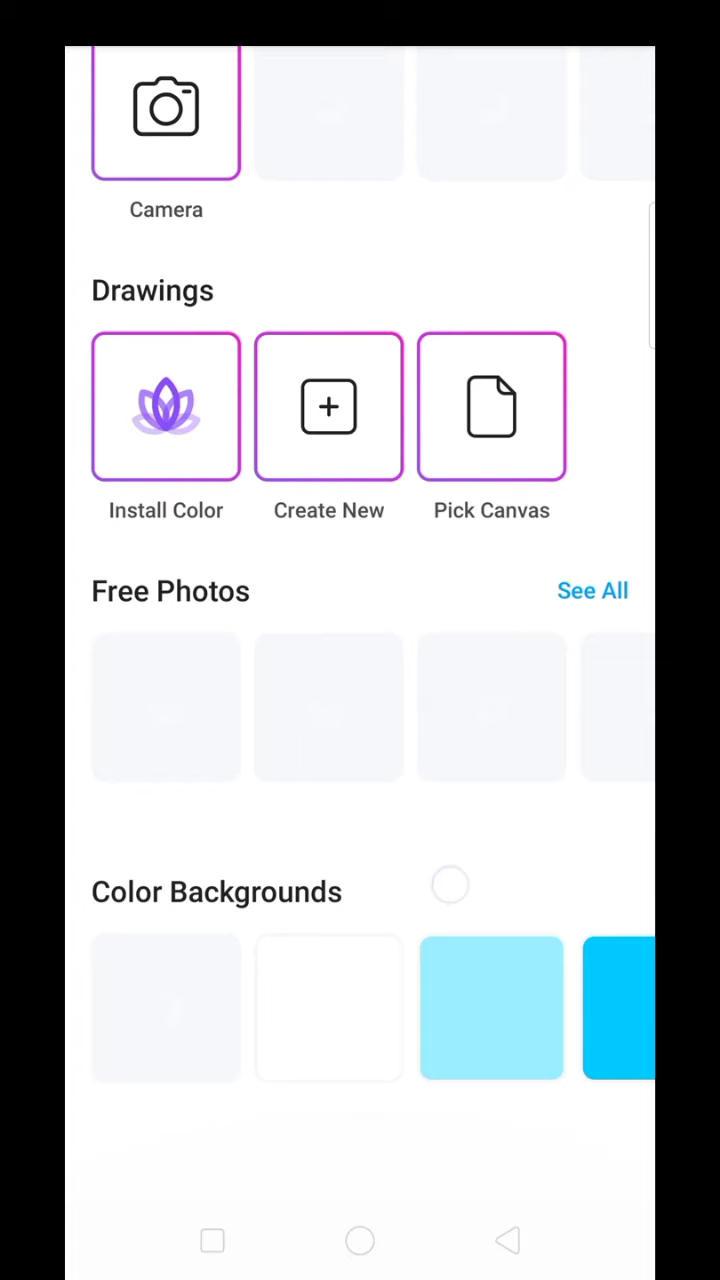 Camera
Drawings
Install Color
Create New
Pick Canvas
Free Photos
See All
Color Backgrounds